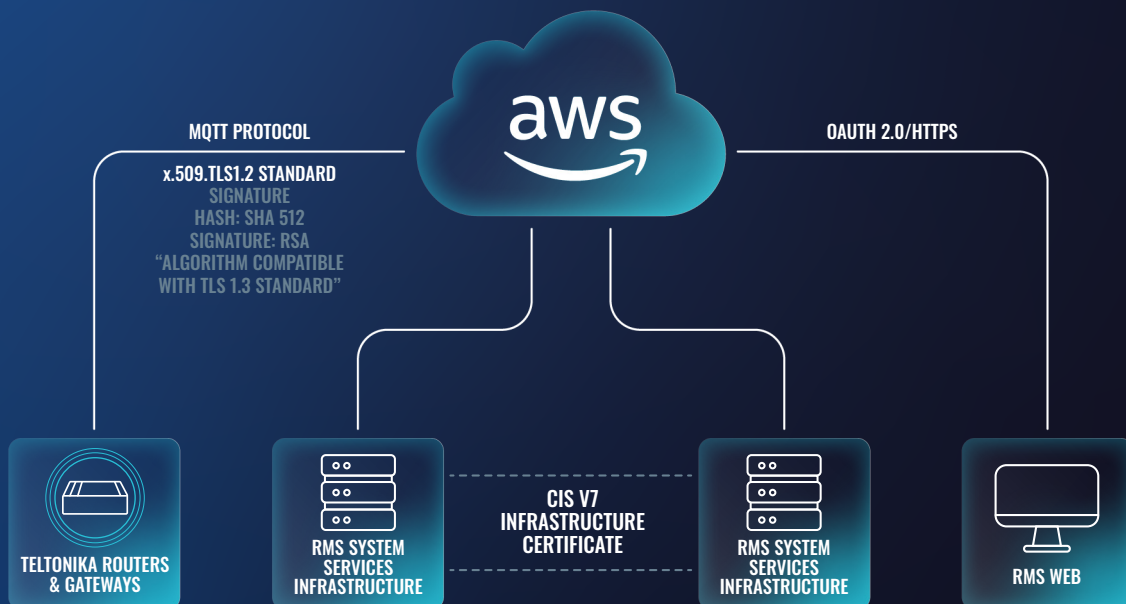 aws
MQTT PROTOCOL
OAUTH 2.0/HTTPS
x.509.TLS1.2 STANDARD
SIGNATURE
HASH: SHA 512
SIGNATURE: RSA
“ALGORITHM COMPATIBLE
WITH TLS 1.3 STANDARD”
TELTONIKA ROUTERS
& GATEWAYS
RMS SYSTEM
SERVICES
INFRASTRUCTURE
CIS V7
INFRASTRUCTURE
CERTIFICATE
RMS SYSTEM
SERVICES
INFRASTRUCTURE
RMS WEB